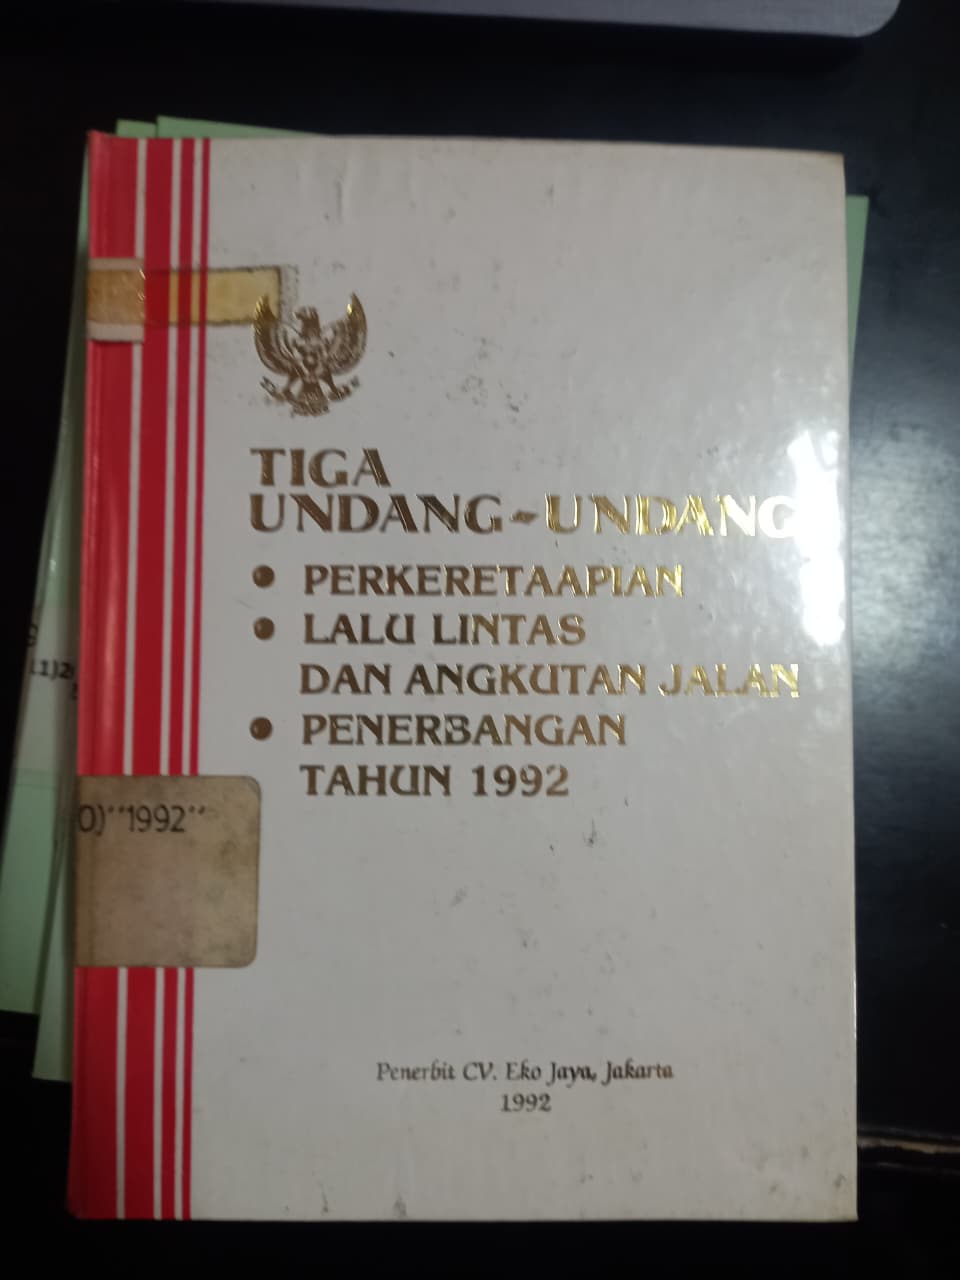 TIGA
UNDANG-UNDANG
• PERKERETAAPIAN
• LALU LINTAS
DAN ANGKUTAN JALAN
• PENERBANGAN
TAHUN 1992
0)"1992"
Penerbit CV. Eko Jaya, Jakarta
1992